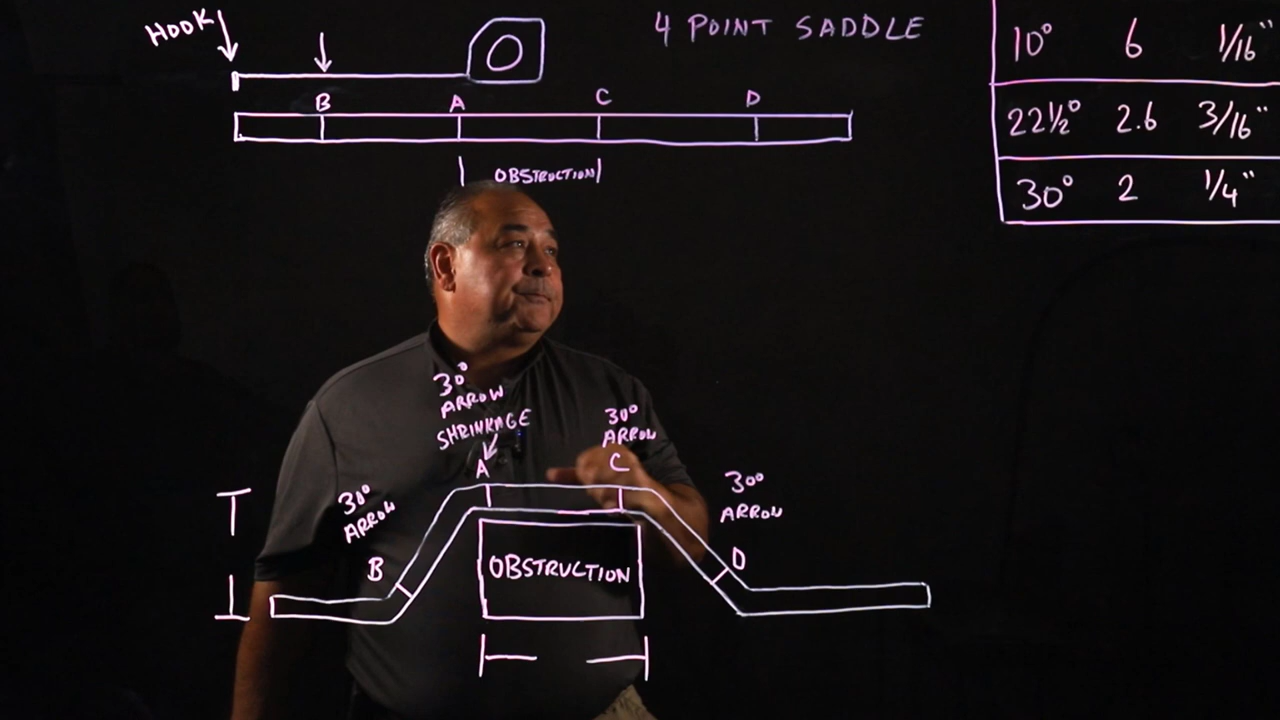 HOOK
4 POINT SADDLE
10° 6 1/16"
22½° 2.6 3/16"
30° 2 1/4"
B A C D
OBSTRUCTION
30°
ARROW
SHRINKAGE
A
30°
ARROW
C
30°
ARROW
B
30°
ARROW
D
OBSTRUCTION